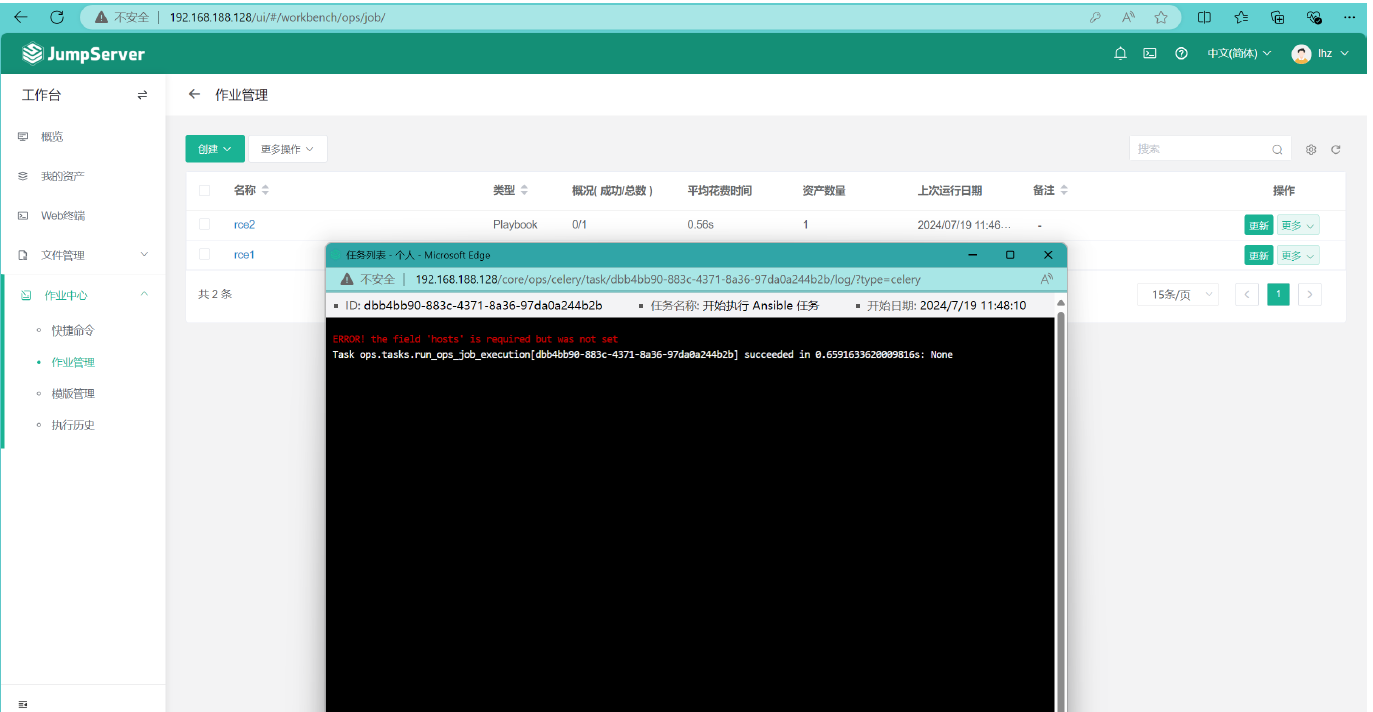 不安全 | 192.168.188.128/ui/#/workbench/ops/job/
JumpServer
中文(简体)
lhz
工作台
作业管理
概览
我的资产
Web终端
文件管理
作业中心
快捷命令
作业管理
模版管理
执行历史
创建
更多操作
搜索
名称 类型 概况( 成功/总数 ) 平均花费时间 资产数量 上次运行日期 备注 操作
rce2 Playbook 0/1 0.56s 1 2024/07/19 11:46... - 更新 更多
rce1 更新 更多
共 2 条
15条/页
1
任务列表 - 个人 - Microsoft Edge
不安全 | 192.168.188.128/core/ops/celery/task/dbb4bb90-883c-4371-8a36-97da0a244b2b/log/?type=celery
ID: dbb4bb90-883c-4371-8a36-97da0a244b2b 任务名称: 开始执行 Ansible 任务 开始日期: 2024/7/19 11:48:10
ERROR! the field 'hosts' is required but was not set
Task ops.tasks.run_ops_job_execution[dbb4bb90-883c-4371-8a36-97da0a244b2b] succeeded in 0.6591633620009816s: None